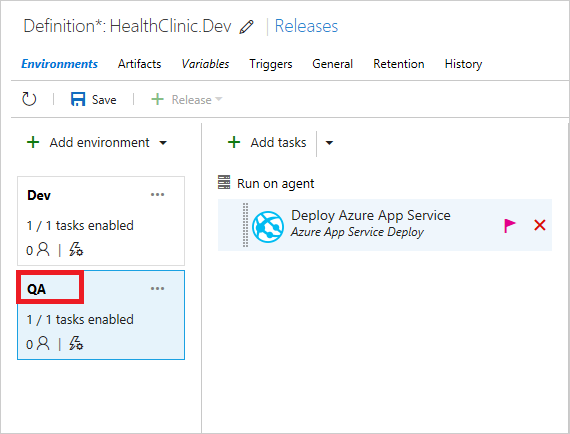 Definition*: HealthClinic.Dev | Releases
Environments Artifacts Variables Triggers General Retention History
Save Release
Add environment
Dev ...
1 / 1 tasks enabled
0 |
QA ...
1 / 1 tasks enabled
0 |
Add tasks
Run on agent
Deploy Azure App Service
Azure App Service Deploy